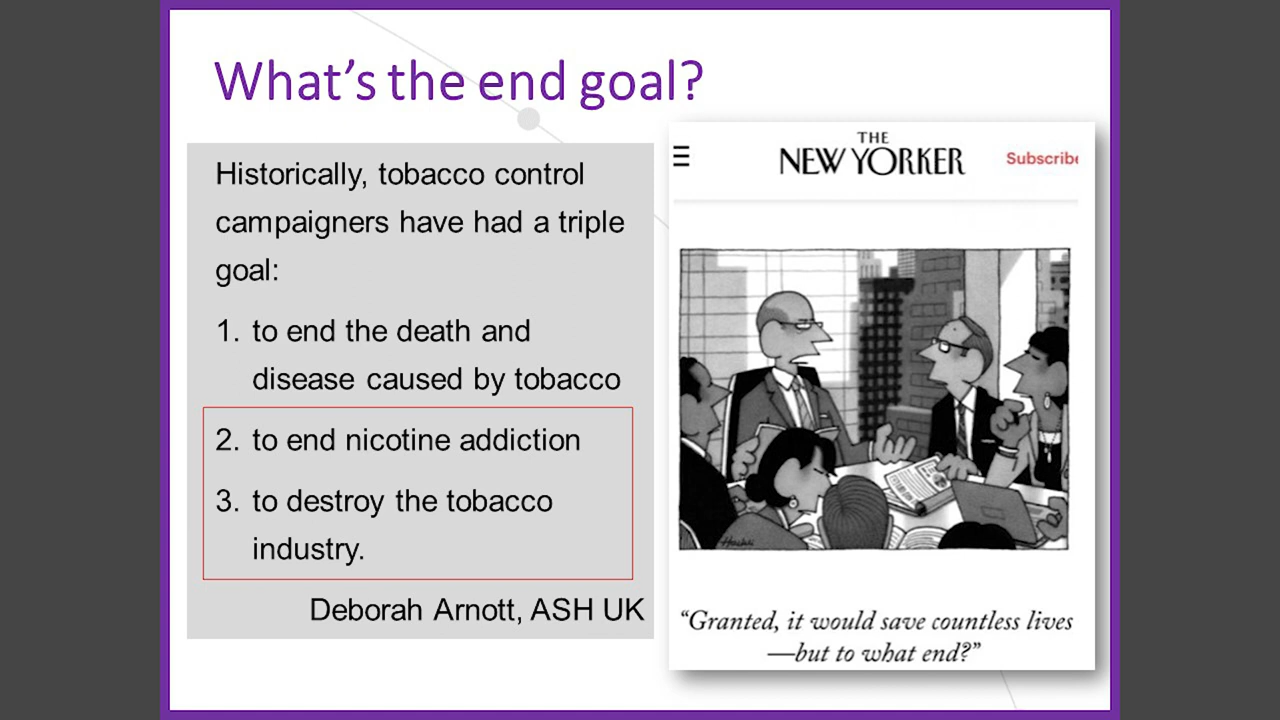 What's the end goal?
Historically, tobacco control
campaigners have had a triple
goal:
1. to end the death and
disease caused by tobacco
2. to end nicotine addiction
3. to destroy the tobacco
industry.
Deborah Arnott, ASH UK
THE
NEW YORKER
Subscribe
“Granted, it would save countless lives
—but to what end?”